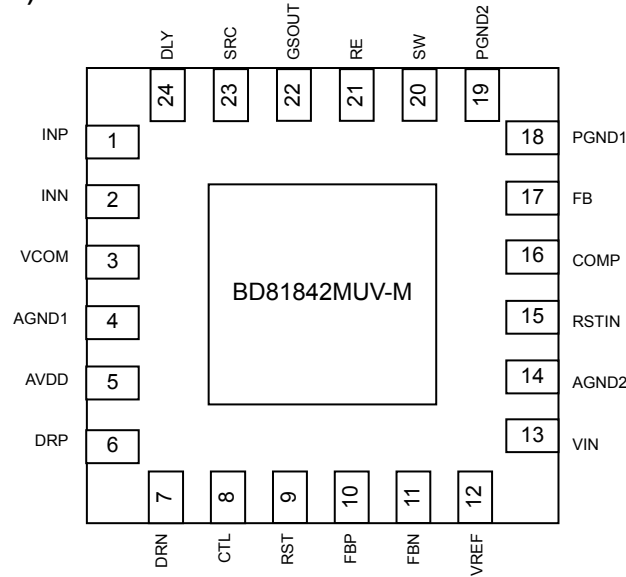 )
DLY SRC GSOUT RE SW PGND2
24 23 22 21 20 19
INP 1 18 PGND1
INN 2 17 FB
VCOM 3 16 COMP
BD81842MUV-M
AGND1 4 15 RSTIN
AVDD 5 14 AGND2
DRP 6 13 VIN
7 8 9 10 11 12
DRN CTL RST FBP FBN VREF